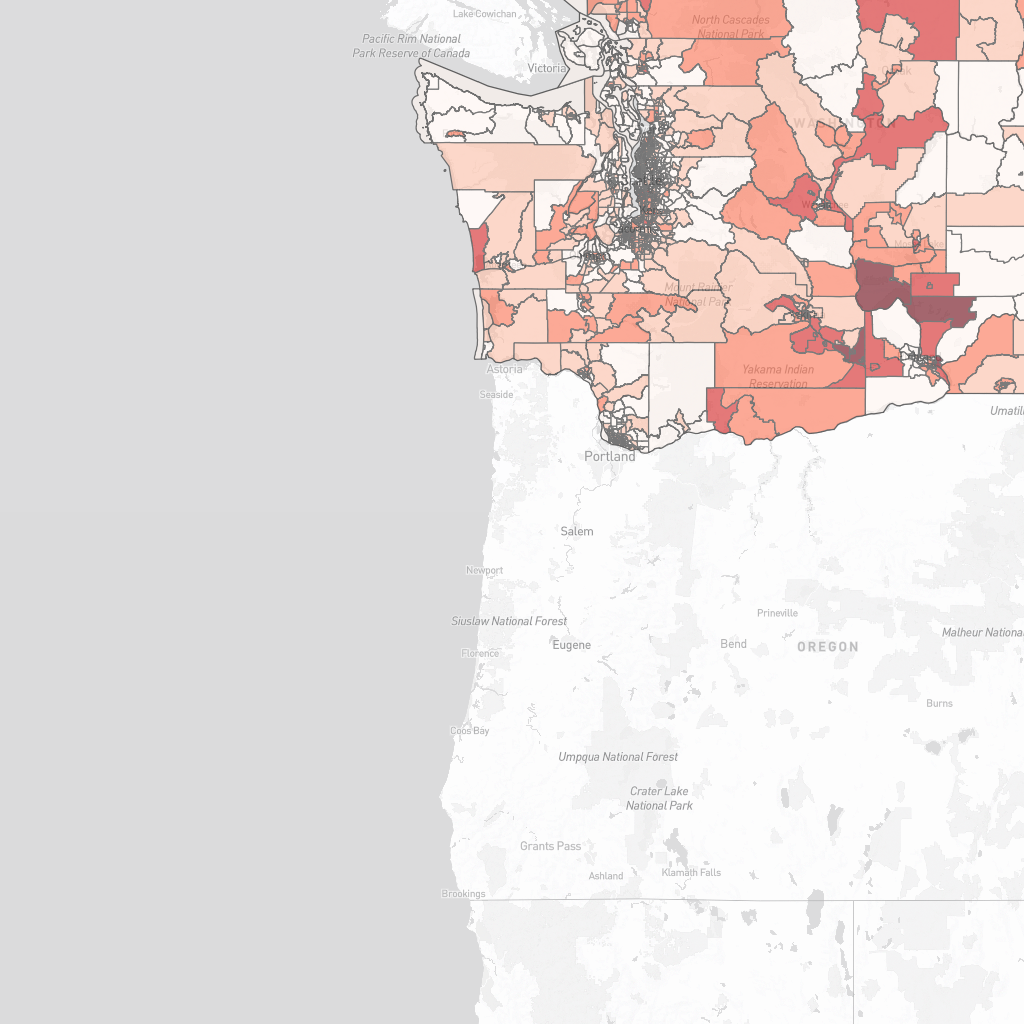 Lake Cowichan
North Cascades
National Park
Pacific Rim National
Park Reserve of Canada
Victoria
Omak
WASHINGTON
Mount Rainier
National Park
Astoria
Yakama Indian
Reservation
Seaside
Portland
Salem
Newport
Prineville
Siuslaw National Forest
Malheur National
Eugene
Bend
OREGON
Florence
Burns
Coos Bay
Umpqua National Forest
Crater Lake
National Park
Grants Pass
Ashland
Klamath Falls
Brookings